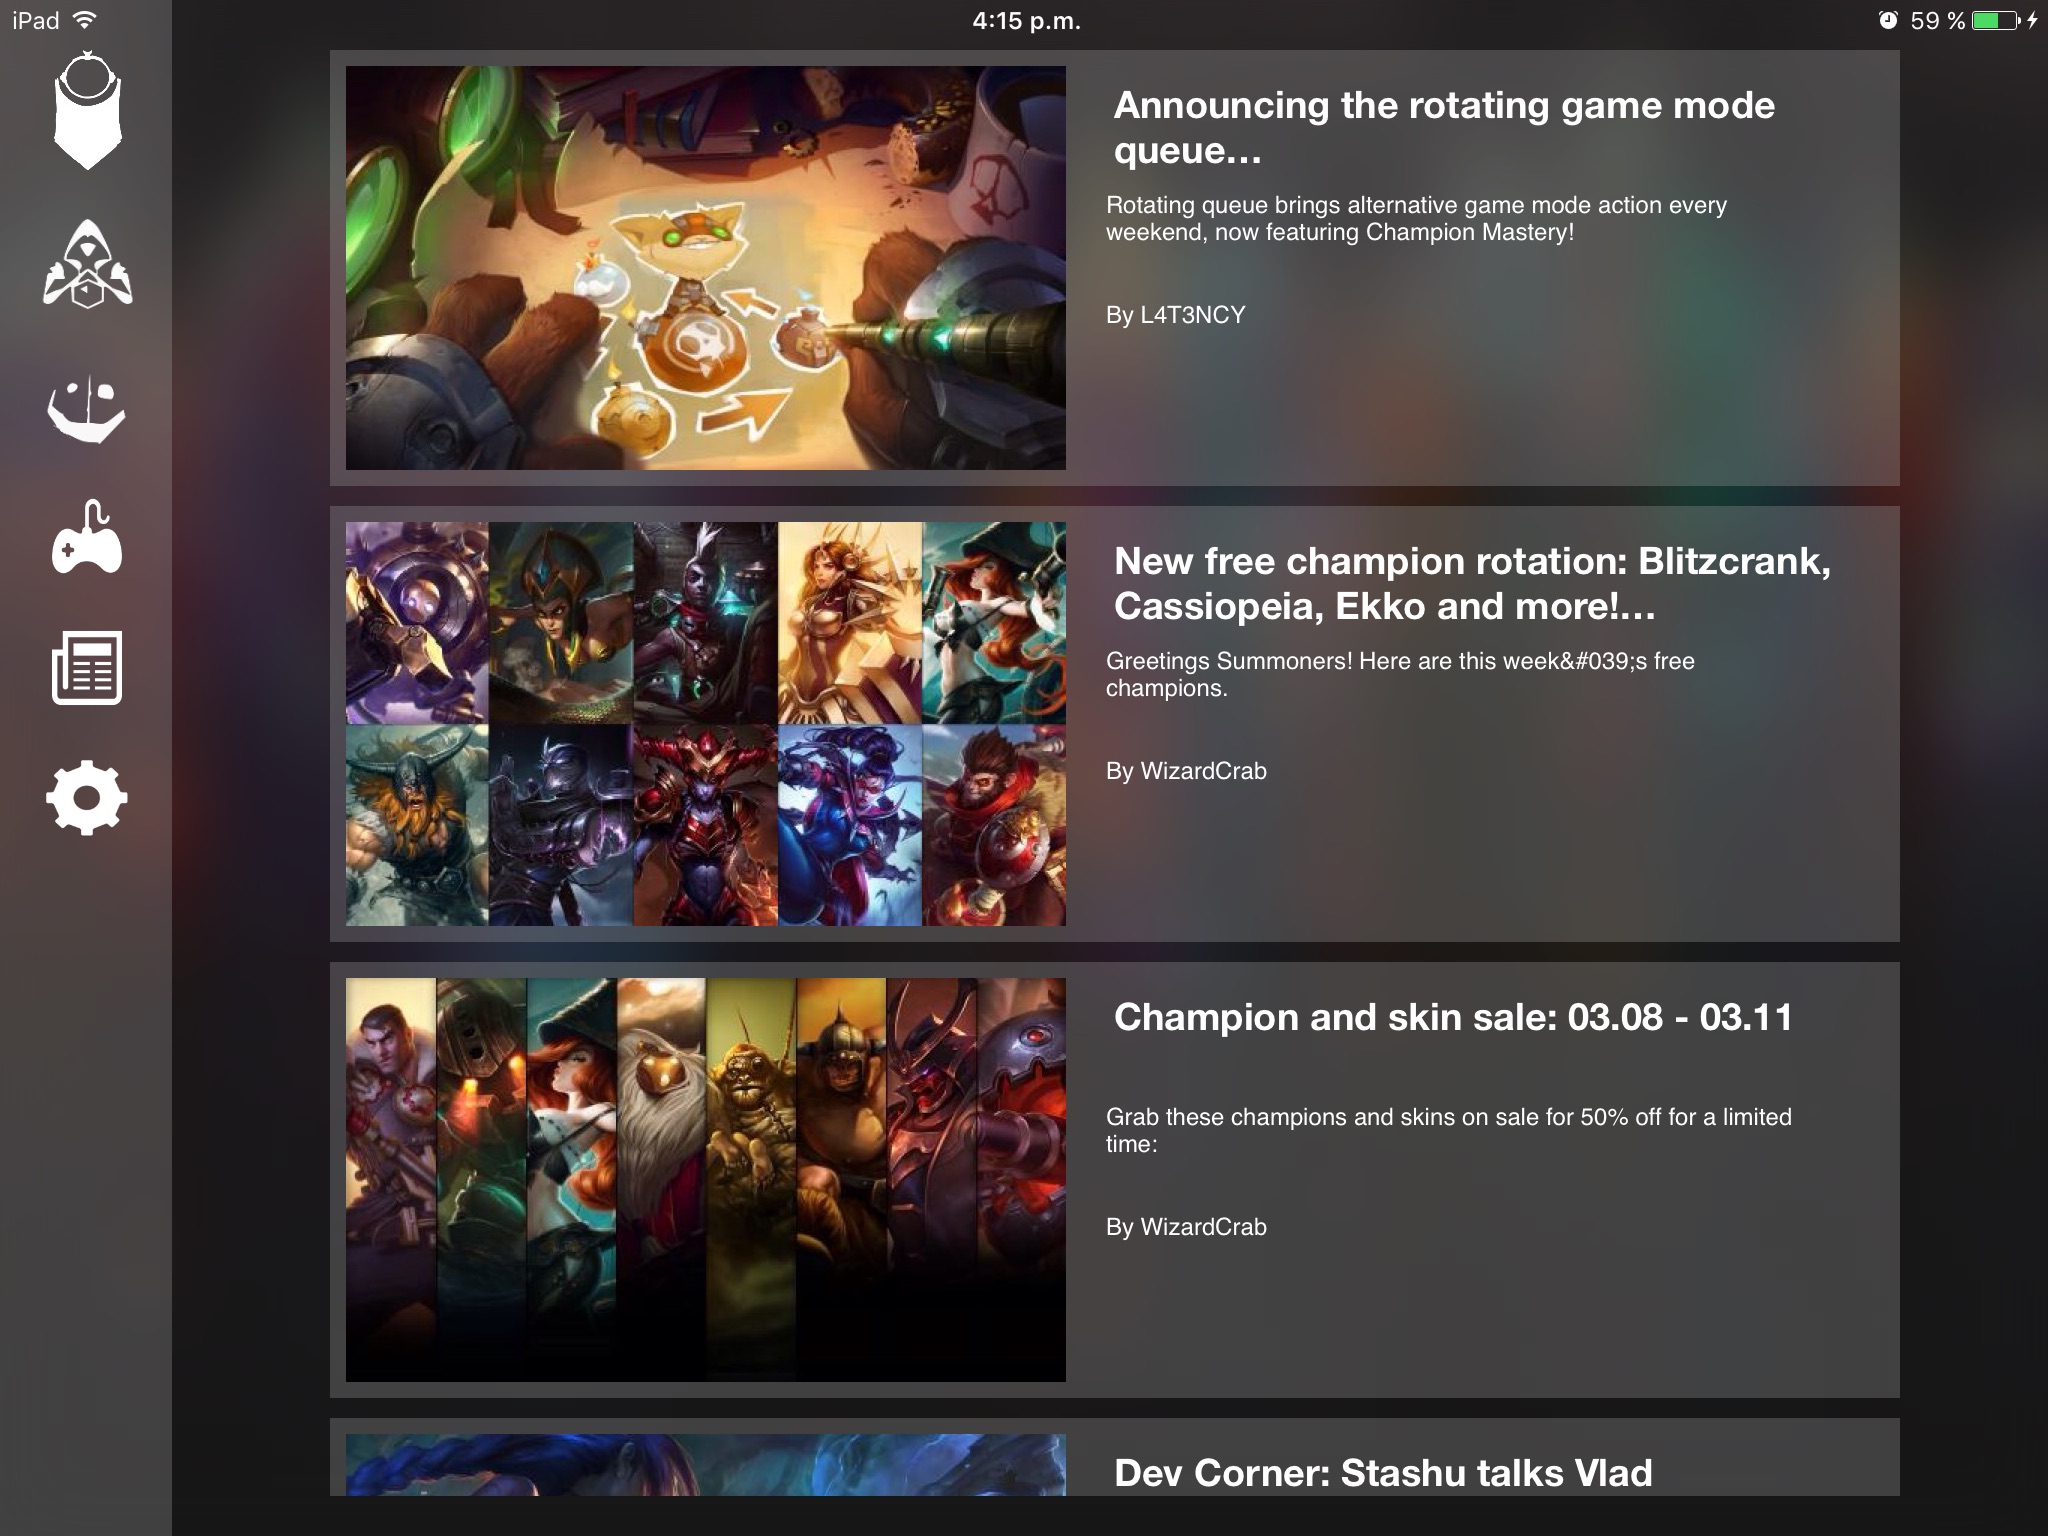 iPad
4:15 p.m.
59 %
Announcing the rotating game mode
queue...
Rotating queue brings alternative game mode action every
weekend, now featuring Champion Mastery!
By L4T3NCY
New free champion rotation: Blitzcrank,
Cassiopeia, Ekko and more!...
Greetings Summoners! Here are this week&#039;s free
champions.
By WizardCrab
Champion and skin sale: 03.08 - 03.11
Grab these champions and skins on sale for 50% off for a limited
time:
By WizardCrab
Dev Corner: Stashu talks Vlad